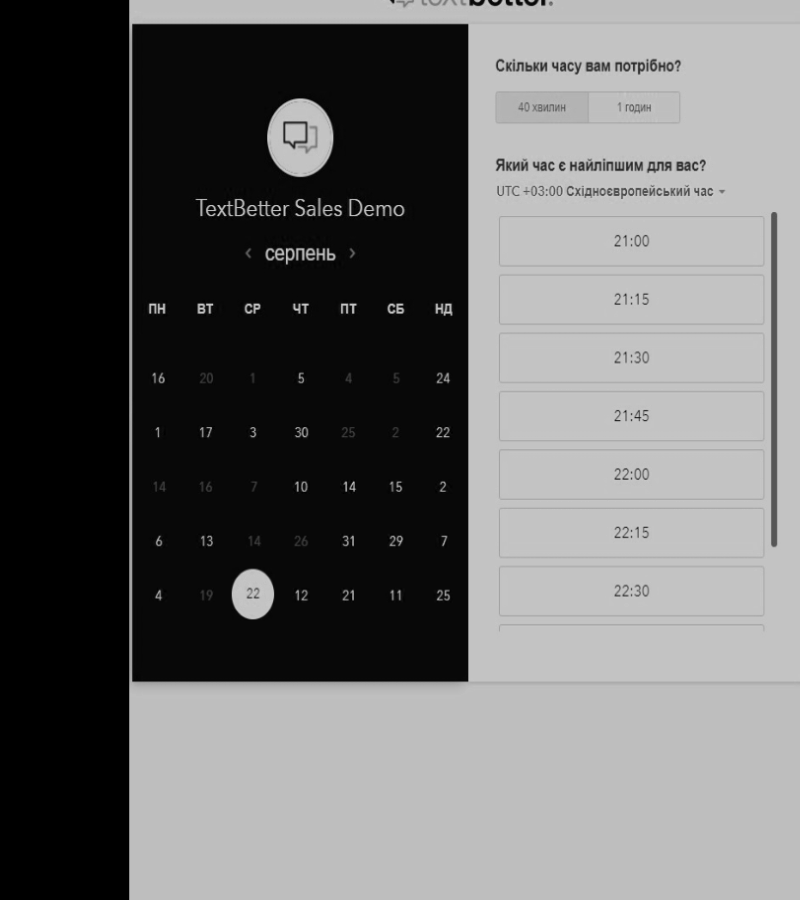 textbetter.
TextBetter Sales Demo
‹ серпень ›
ПН ВТ СР ЧТ ПТ СБ НД
16 20 1 5 4 5 24
1 17 3 30 25 2 22
14 16 7 10 14 15 2
6 13 14 26 31 29 7
4 19 22 12 21 11 25
Скільки часу вам потрібно?
40 хвилин 1 годин
Який час є найліпшим для вас?
UTC +03:00 Східноєвропейський час
21:00
21:15
21:30
21:45
22:00
22:15
22:30